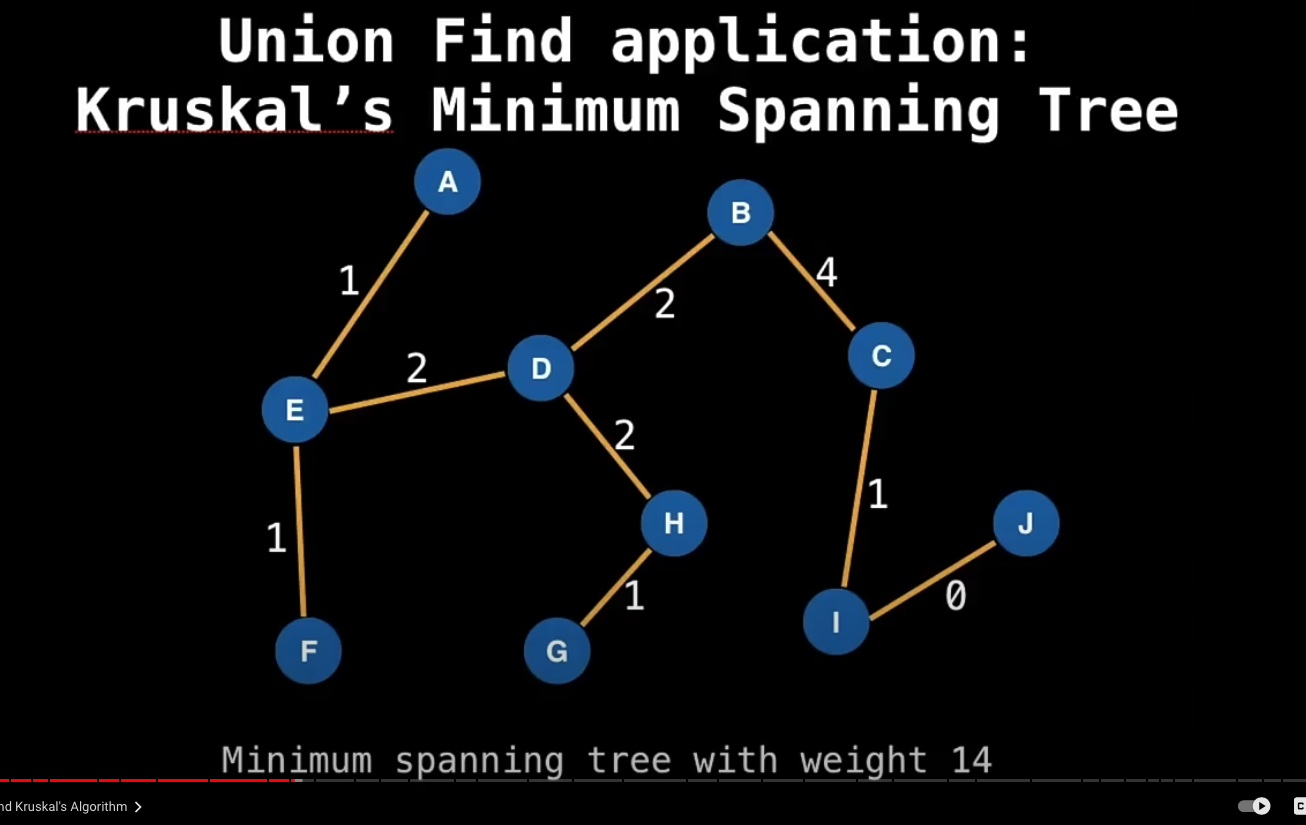 Union Find application:
Kruskal’s Minimum Spanning Tree
A
B
1
4
2
C
2
D
E
2
1
H
J
1
1
0
I
F
G
Minimum spanning tree with weight 14
nd Kruskal's Algorithm